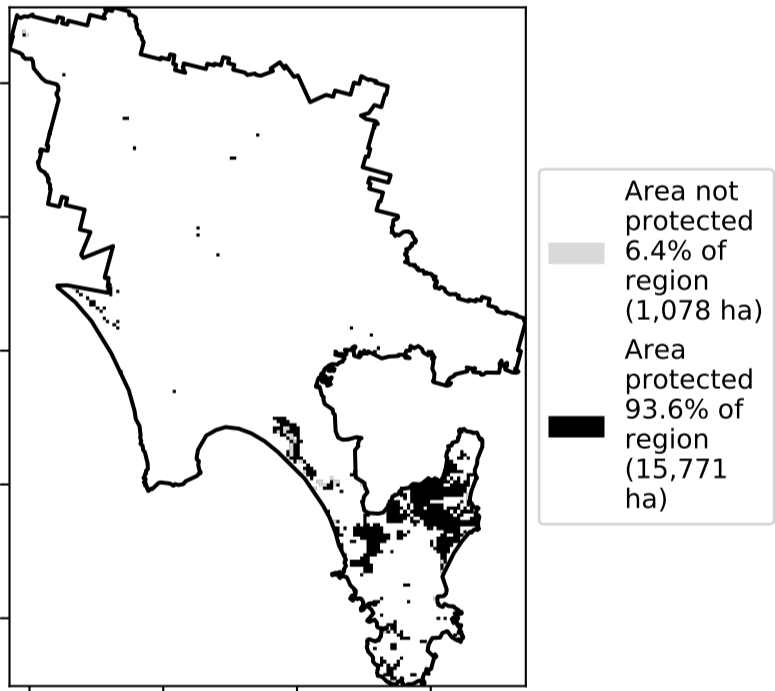 Area not
protected
6.4% of
region
(1,078 ha)
Area
protected
93.6% of
region
(15,771
ha)